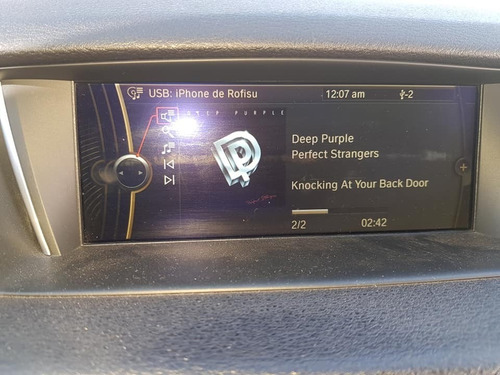 USB: iPhone de Rofisu
12:07 am
-2
DEEP PURPLE
Deep Purple
Perfect Strangers
Knocking At Your Back Door
2/2
02:42